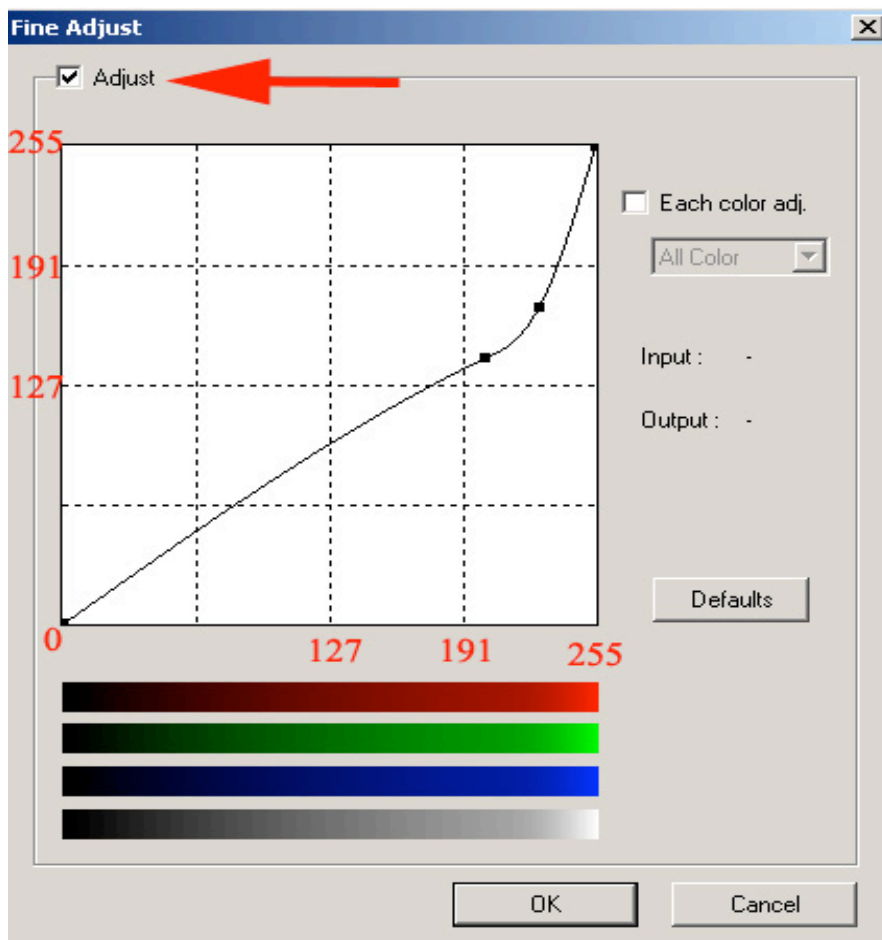 Fine Adjust
Adjust
255
191
127
0
127
191
255
Each color adj.
All Color
Input : -
Output : -
Defaults
OK
Cancel